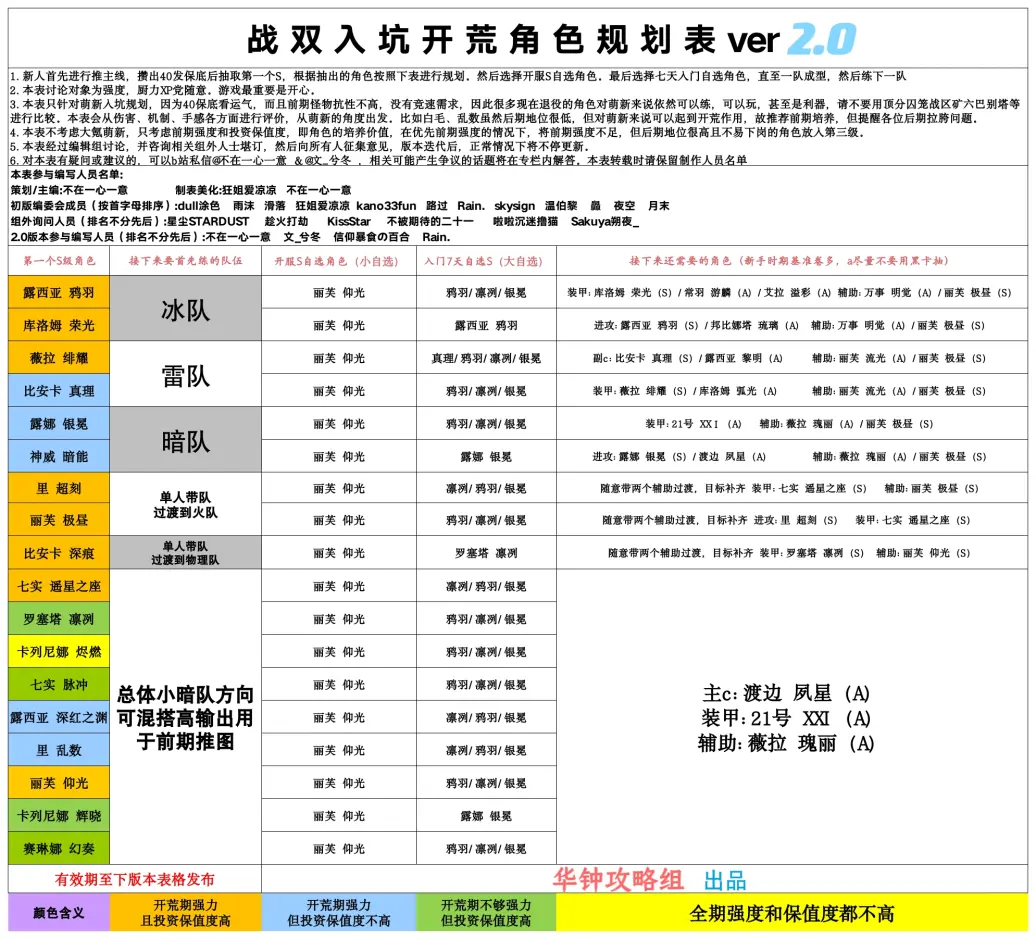 战双入坑开荒角色规划表 ver 2.0
1. 新人首先进行推主线，攒出40发保底后抽取第一个S，根据抽出的角色按照下表进行规划。然后选择开服S自选角色。最后选择七天入门自选角色，直至一队成型，然后练下一队
2. 本表讨论对象为强度，厨力XP党随意。游戏最重要是开心。
3. 本表只针对萌新入坑规划，因为40保底看运气，而且前期怪物抗性不高，没有竞速需求，因此很多现在退役的角色对萌新来说依然可以练，可以玩，甚至是利器，请不要用顶分囚笼战区矿六巴别塔等
进行比较。本表会从伤害、机制、手感各方面进行评价，从萌新的角度出发。比如白毛、乱数虽然后期地位很低，但对萌新来说可以起到开荒作用，故推荐前期培养，但提醒各位后期拉胯问题。
4. 本表不考虑大氪萌新，只考虑前期强度和投资保值度，即角色的培养价值，在优先前期强度的情况下，将前期强度不足，但后期地位很高且不易下岗的角色放入第三级。
5. 本表经过编辑组讨论，并咨询相关组外人士堪订，然后向所有人征集意见，版本迭代后，正常情况下将不停更新。
6. 对本表有疑问或建议的，可以b站私信@不在一心一意 & @文_兮冬 ，相关可能产生争议的话题将在专栏内解答。本表转载时请保留制作人员名单
本表参与编写人员名单:
策划/主编:不在一心一意 制表美化:狂姐爱凉凉 不在一心一意
初版编委会成员（按首字母排序）:dull涂色 雨沫 滑落 狂姐爱凉凉 kano33fun 路过 Rain. skysign 温伯黎 骉 夜空 月末
组外询问人员（排名不分先后）:星尘STARDUST 趁火打劫 KissStar 不被期待的二十一 啦啦沉迷撸猫 Sakuya朔夜_
2.0版本参与编写人员（排名不分先后）:不在一心一意 文_兮冬 信仰暴食の百合 Rain.
第一个S级角色 接下来要首先练的队伍 开服S自选角色（小自选） 入门7天自选S（大自选） 接下来还需要的角色（新手时期基准卷多，a尽量不要用黑卡抽）
露西亚 鸦羽 冰队 丽芙 仰光 鸦羽/凛冽/银冕 装甲:库洛姆 荣光（S）/常羽 游麟（A）/艾拉 溢彩（A）辅助:万事 明觉（A）/丽芙 极昼（S）
库洛姆 荣光 丽芙 仰光 露西亚 鸦羽 进攻:露西亚 鸦羽（S）/邦比娜塔 琉璃（A） 辅助:万事 明觉（A）/丽芙 极昼（S）
薇拉 绯耀 雷队 丽芙 仰光 真理/鸦羽/凛冽/银冕 副c:比安卡 真理（S）/露西亚 黎明（A） 辅助:丽芙 流光（A）/丽芙 极昼（S）
比安卡 真理 丽芙 仰光 鸦羽/凛冽/银冕 装甲:薇拉 绯耀（S）/库洛姆 弧光（A） 辅助:丽芙 流光（A）/丽芙 极昼（S）
露娜 银冕 暗队 丽芙 仰光 鸦羽/凛冽/银冕 装甲:21号 XXI （A） 辅助:薇拉 瑰丽（A）/丽芙 极昼（S）
神威 暗能 丽芙 仰光 露娜 银冕 进攻:露娜 银冕（S）/渡边 夙星（A） 辅助:薇拉 瑰丽（A）/丽芙 极昼（S）
里 超刻 单人带队 过渡到火队 丽芙 仰光 凛冽/鸦羽/银冕 随意带两个辅助过渡，目标补齐 装甲:七实 遥星之座（S） 辅助:丽芙 极昼（S）
丽芙 极昼 丽芙 仰光 鸦羽/凛冽/银冕 随意带两个辅助过渡，目标补齐 进攻:里 超刻（S） 装甲:七实 遥星之座（S）
比安卡 深痕 单人带队 过渡到物理队 丽芙 仰光 罗塞塔 凛冽 随意带两个辅助过渡，目标补齐 装甲:罗塞塔 凛冽（S） 辅助:丽芙 仰光（S）
七实 遥星之座 丽芙 仰光 凛冽/鸦羽/银冕
罗塞塔 凛冽 丽芙 仰光 鸦羽/凛冽/银冕
卡列尼娜 烬燃 丽芙 仰光 鸦羽/凛冽/银冕
七实 脉冲 丽芙 仰光 鸦羽/凛冽/银冕
总体小暗队方向
可混搭高输出用
于前期推图
主c:渡边 夙星（A）
装甲:21号 XXI（A）
辅助:薇拉 瑰丽（A）
露西亚 深红之渊 丽芙 仰光 鸦羽/凛冽/银冕
里 乱数 丽芙 仰光 凛冽/鸦羽/银冕
丽芙 仰光 丽芙 仰光 鸦羽/凛冽/银冕
卡列尼娜 辉晓 丽芙 仰光 露娜 银冕
赛琳娜 幻奏 丽芙 仰光 鸦羽/凛冽/银冕
有效期至下版本表格发布 华钟攻略组 出品
颜色含义 开荒期强力 且投资保值度高 开荒期强力 但投资保值度不高 开荒期不够强力 但投资保值度高 全期强度和保值度都不高